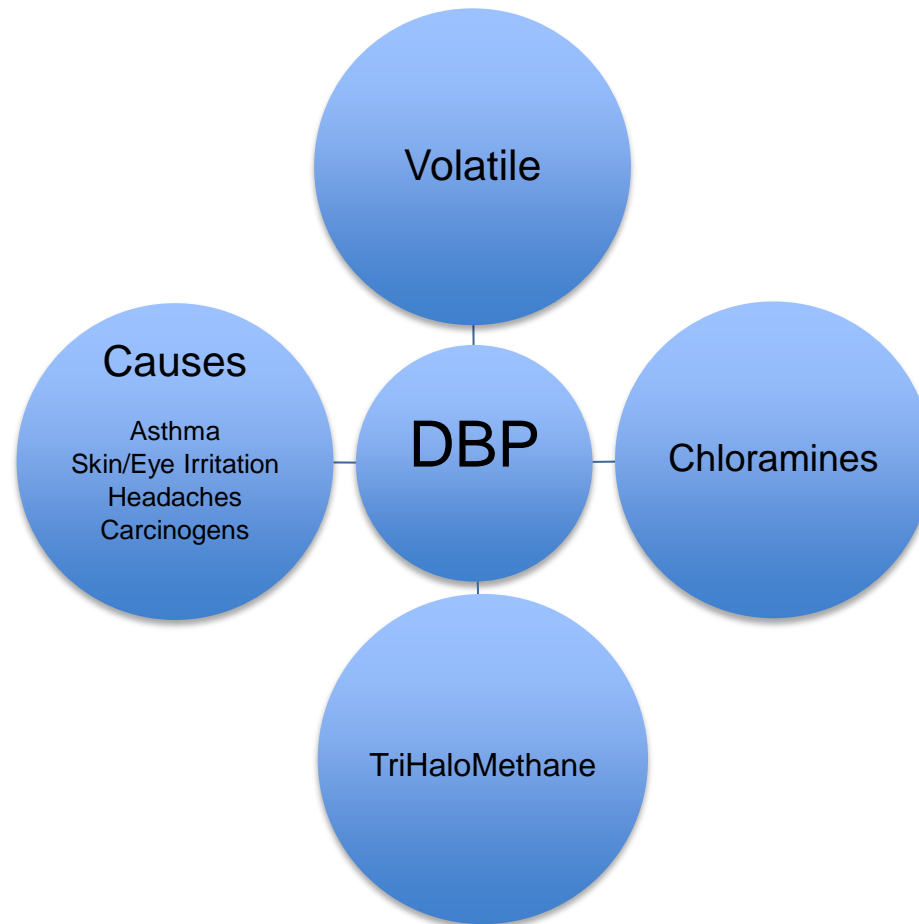 Volatile
Causes
Asthma
Skin/Eye Irritation
Headaches
Carcinogens
DBP
Chloramines
TriHaloMethane